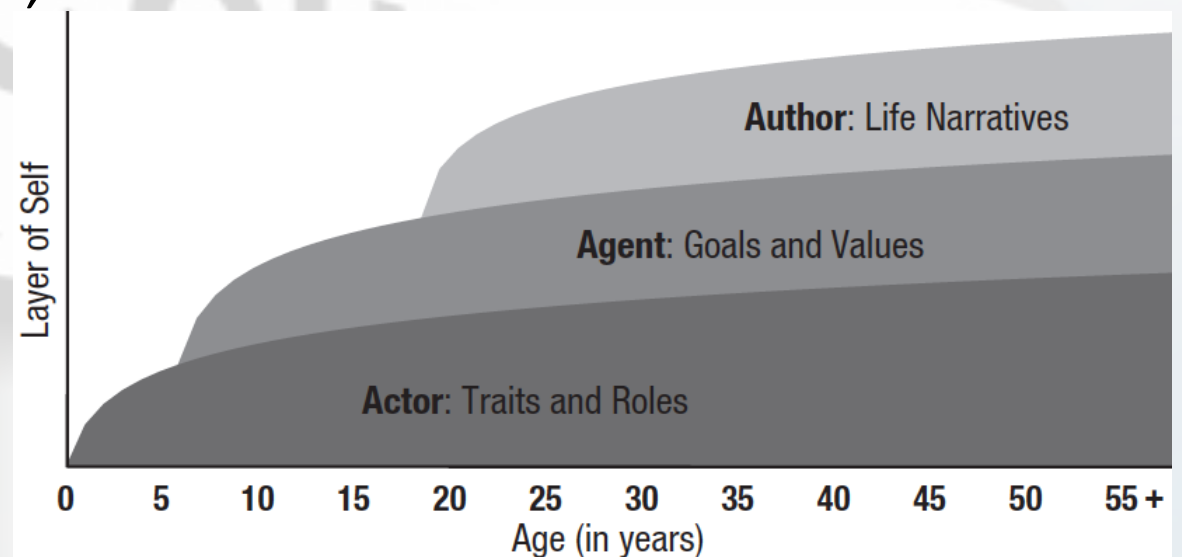 Layer of Self
Author: Life Narratives
Agent: Goals and Values
Actor: Traits and Roles
0 5 10 15 20 25 30 35 40 45 50 55 +
Age (in years)